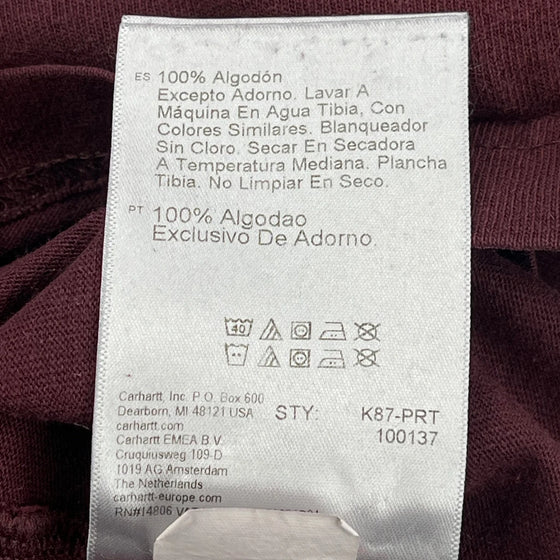 ES 100% Algodón
Excepto Adorno. Lavar A
Máquina En Agua Tibia, Con
Colores Similares. Blanqueador
Sin Cloro. Secar En Secadora
A Temperatura Mediana. Plancha
Tibia. No Limpiar En Seco.
PT 100% Algodao
Exclusivo De Adorno.
40
Carhartt, Inc. P.O. Box 600
Dearborn, MI 48121 USA
carhartt.com
Carhartt EMEA B.V.
Cruquiusweg 109-D
1019 AG Amsterdam
The Netherlands
carhartt-europe.com
RN#14806
STY: K87-PRT
100137